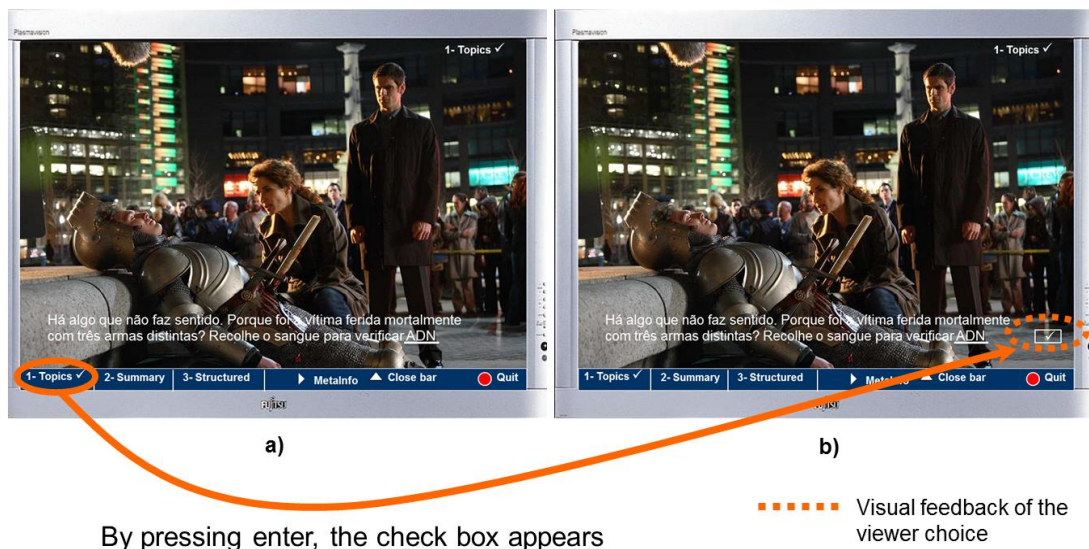 Plasmavision
1- Topics ✓
Há algo que não faz sentido. Porque foi a vítima ferida mortalmente
com três armas distintas? Recolhe o sangue para verificar ADN
1- Topics ✓
2- Summary
3- Structured
MetaInfo
Close bar
Quit
FUJITSU
a)
Plasmavision
1- Topics ✓
Há algo que não faz sentido. Porque foi a vítima ferida mortalmente
com três armas distintas? Recolhe o sangue para verificar ADN
1- Topics ✓
2- Summary
3- Structured
MetaInfo
Close bar
Quit
FUJITSU
b)
By pressing enter, the check box appears
Visual feedback of the
viewer choice